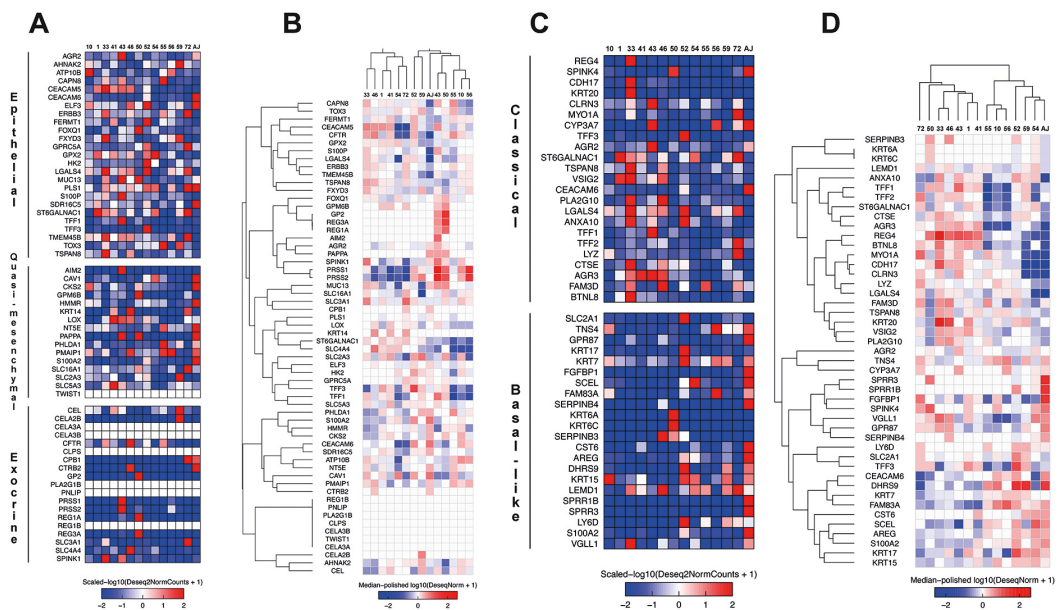 A
10 1 33 41 43 46 50 52 54 55 56 59 72 AJ
Epithelial
AGR2
AHNAK2
ATP10B
CAPN8
CEACAM5
CEACAM6
ELF3
ERBB3
FERMT1
FOXQ1
FXYD3
GPRC5A
GPX2
HK2
LGALS4
MUC13
PLS1
S100P
SDR16C5
ST6GALNAC1
TFF1
TFF3
TMEM45B
TOX3
TSPAN8
Qasi-mesenchymal
AIM2
CAV1
CKS2
GPM6B
HMMR
KRT14
LOX
NT5E
PAPPA
PHLDA1
PMAIP1
S100A2
SLC16A1
SLC2A3
SLC5A3
TWIST1
Exocrine
CEL
CELA2B
CELA3A
CELA3B
CFTR
CLPS
CPB1
CTRB2
GP2
PLA2G1B
PNLIP
PRSS1
PRSS2
REG1A
REG1B
REG3A
SLC3A1
SLC4A4
SPINK1
Scaled−log10(Deseq2NormCounts + 1)
−2 −1 0 1 2
B
33 46 1 41 54 72 52 59 AJ 43 50 55 10 56
CAPN8
TOX3
FERMT1
CEACAM5
CFTR
GPX2
S100P
LGALS4
ERBB3
TMEM45B
TSPAN8
FXYD3
FOXQ1
GPM6B
GP2
REG3A
REG1A
AIM2
AGR2
PAPPA
SPINK1
PRSS1
PRSS2
MUC13
SLC16A1
SLC3A1
CPB1
PLS1
LOX
KRT14
ST6GALNAC1
SLC4A4
SLC2A3
ELF3
HK2
GPRC5A
TFF3
TFF1
SLC5A3
PHLDA1
S100A2
HMMR
CKS2
CEACAM6
SDR16C5
ATP10B
NT5E
CAV1
PMAIP1
CTRB2
REG1B
PNLIP
PLA2G1B
CLPS
CELA3B
TWIST1
CELA3A
CELA2B
AHNAK2
CEL
Median−polished log10(DeseqNorm + 1)
−2 −1 0 1 2
C
10 1 33 41 43 46 50 52 54 55 56 59 72 AJ
Classical
REG4
SPINK4
CDH17
KRT20
CLRN3
MYO1A
CYP3A7
TFF3
AGR2
ST6GALNAC1
TSPAN8
VSIG2
CEACAM6
PLA2G10
LGALS4
ANXA10
TFF1
TFF2
LYZ
CTSE
AGR3
FAM3D
BTNL8
Basal-like
SLC2A1
TNS4
GPR87
KRT17
KRT7
FGFBP1
SCEL
FAM83A
SERPINB4
KRT6A
KRT6C
SERPINB3
CST6
AREG
DHRS9
KRT15
LEMD1
SPRR1B
SPRR3
LY6D
S100A2
VGLL1
Scaled−log10(Deseq2NormCounts + 1)
−2 −1 0 1 2
D
72 50 33 46 43 1 41 55 10 56 52 59 54 AJ
SERPINB3
KRT6A
KRT6C
LEMD1
ANXA10
TFF1
TFF2
ST6GALNAC1
CTSE
AGR3
REG4
BTNL8
MYO1A
CDH17
CLRN3
LYZ
LGALS4
FAM3D
TSPAN8
KRT20
VSIG2
PLA2G10
AGR2
TNS4
CYP3A7
SPRR3
SPRR1B
FGFBP1
SPINK4
VGLL1
GPR87
SERPINB4
LY6D
SLC2A1
TFF3
CEACAM6
DHRS9
KRT7
FAM83A
CST6
SCEL
AREG
S100A2
KRT17
KRT15
Median−polished log10(DeseqNorm + 1)
−2 −1 0 1 2